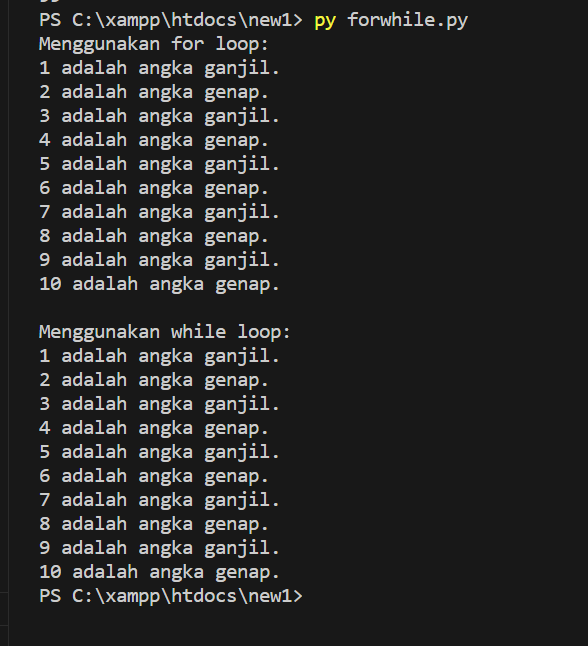 PS C:\xampp\htdocs\new1> py forwhile.py
Menggunakan for loop:
1 adalah angka ganjil.
2 adalah angka genap.
3 adalah angka ganjil.
4 adalah angka genap.
5 adalah angka ganjil.
6 adalah angka genap.
7 adalah angka ganjil.
8 adalah angka genap.
9 adalah angka ganjil.
10 adalah angka genap.

Menggunakan while loop:
1 adalah angka ganjil.
2 adalah angka genap.
3 adalah angka ganjil.
4 adalah angka genap.
5 adalah angka ganjil.
6 adalah angka genap.
7 adalah angka ganjil.
8 adalah angka genap.
9 adalah angka ganjil.
10 adalah angka genap.
PS C:\xampp\htdocs\new1>